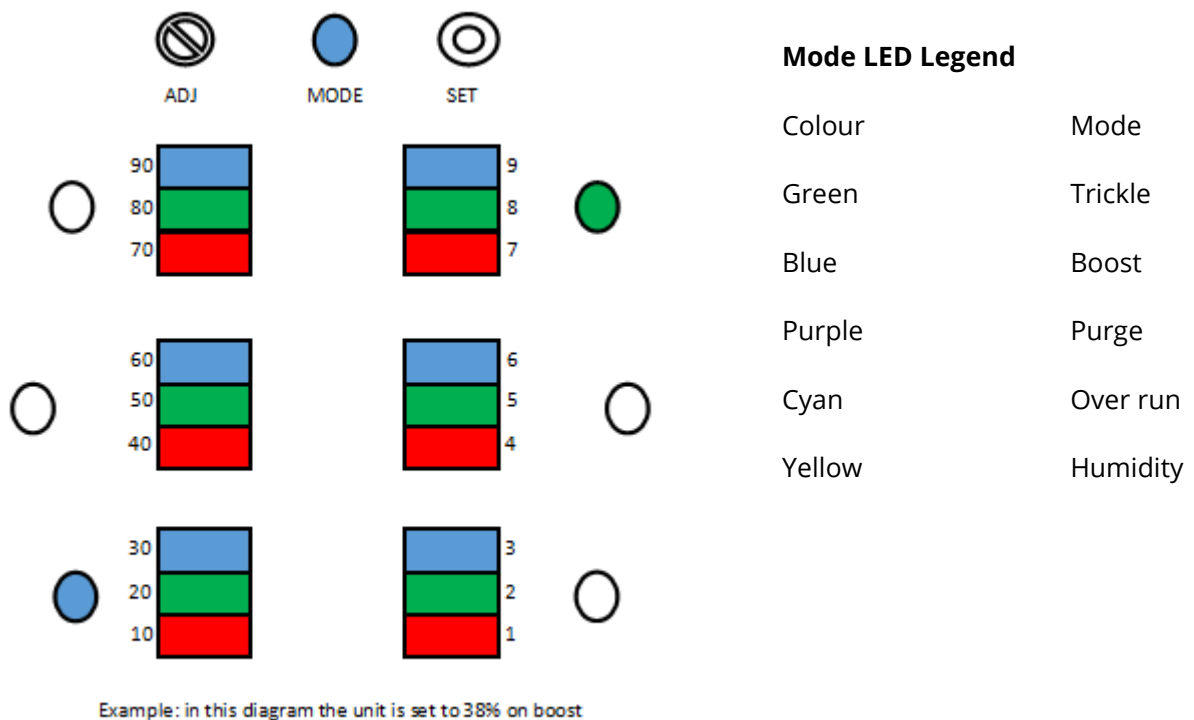 ADJ MODE SET
90 9
80 8
70 7
60 6
50 5
40 4
30 3
20 2
10 1
Example: in this diagram the unit is set to 38% on boost
Mode LED Legend
Colour Mode
Green Trickle
Blue Boost
Purple Purge
Cyan Over run
Yellow Humidity